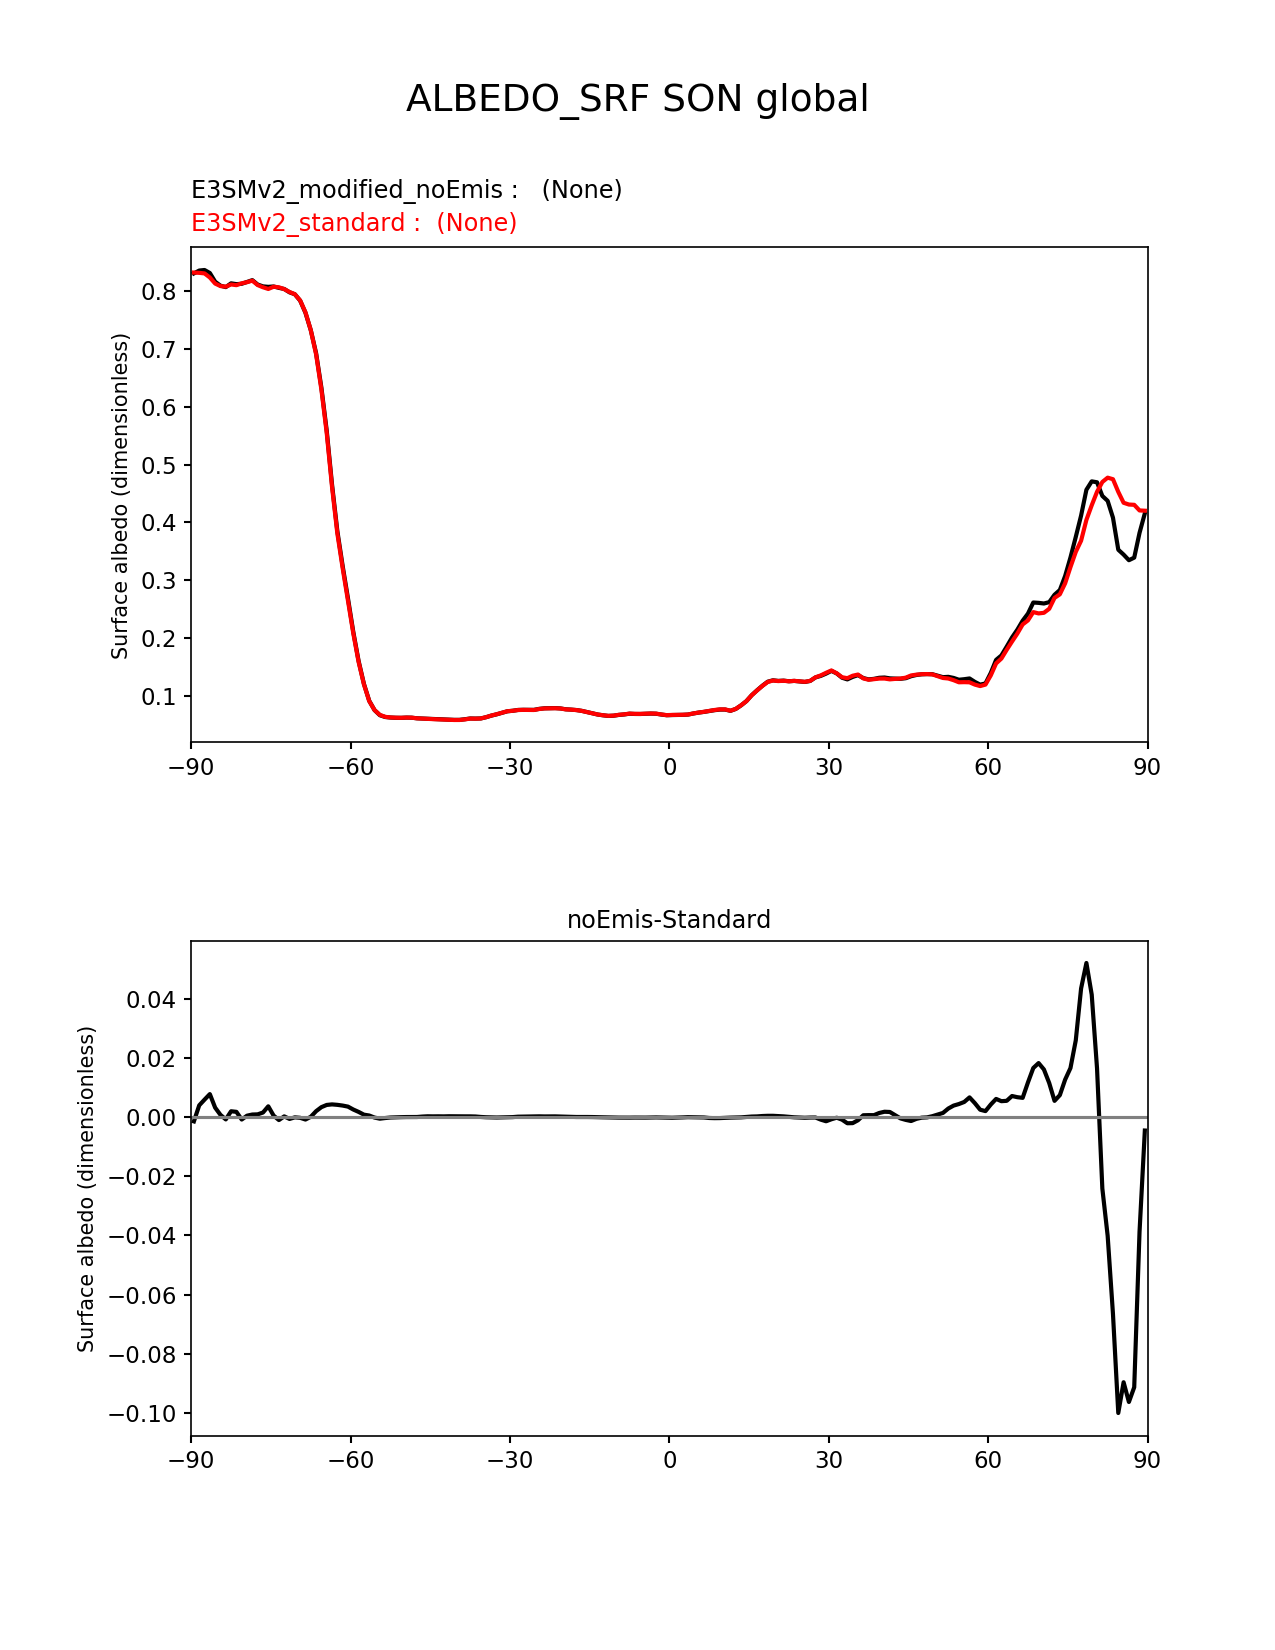 ALBEDO_SRF SON global
E3SMv2_modified_noEmis :   (None)
E3SMv2_standard :  (None)
Surface albedo (dimensionless)
0.8
0.7
0.6
0.5
0.4
0.3
0.2
0.1
−90 −60 −30 0 30 60 90
noEmis-Standard
Surface albedo (dimensionless)
0.04
0.02
0.00
−0.02
−0.04
−0.06
−0.08
−0.10
−90 −60 −30 0 30 60 90